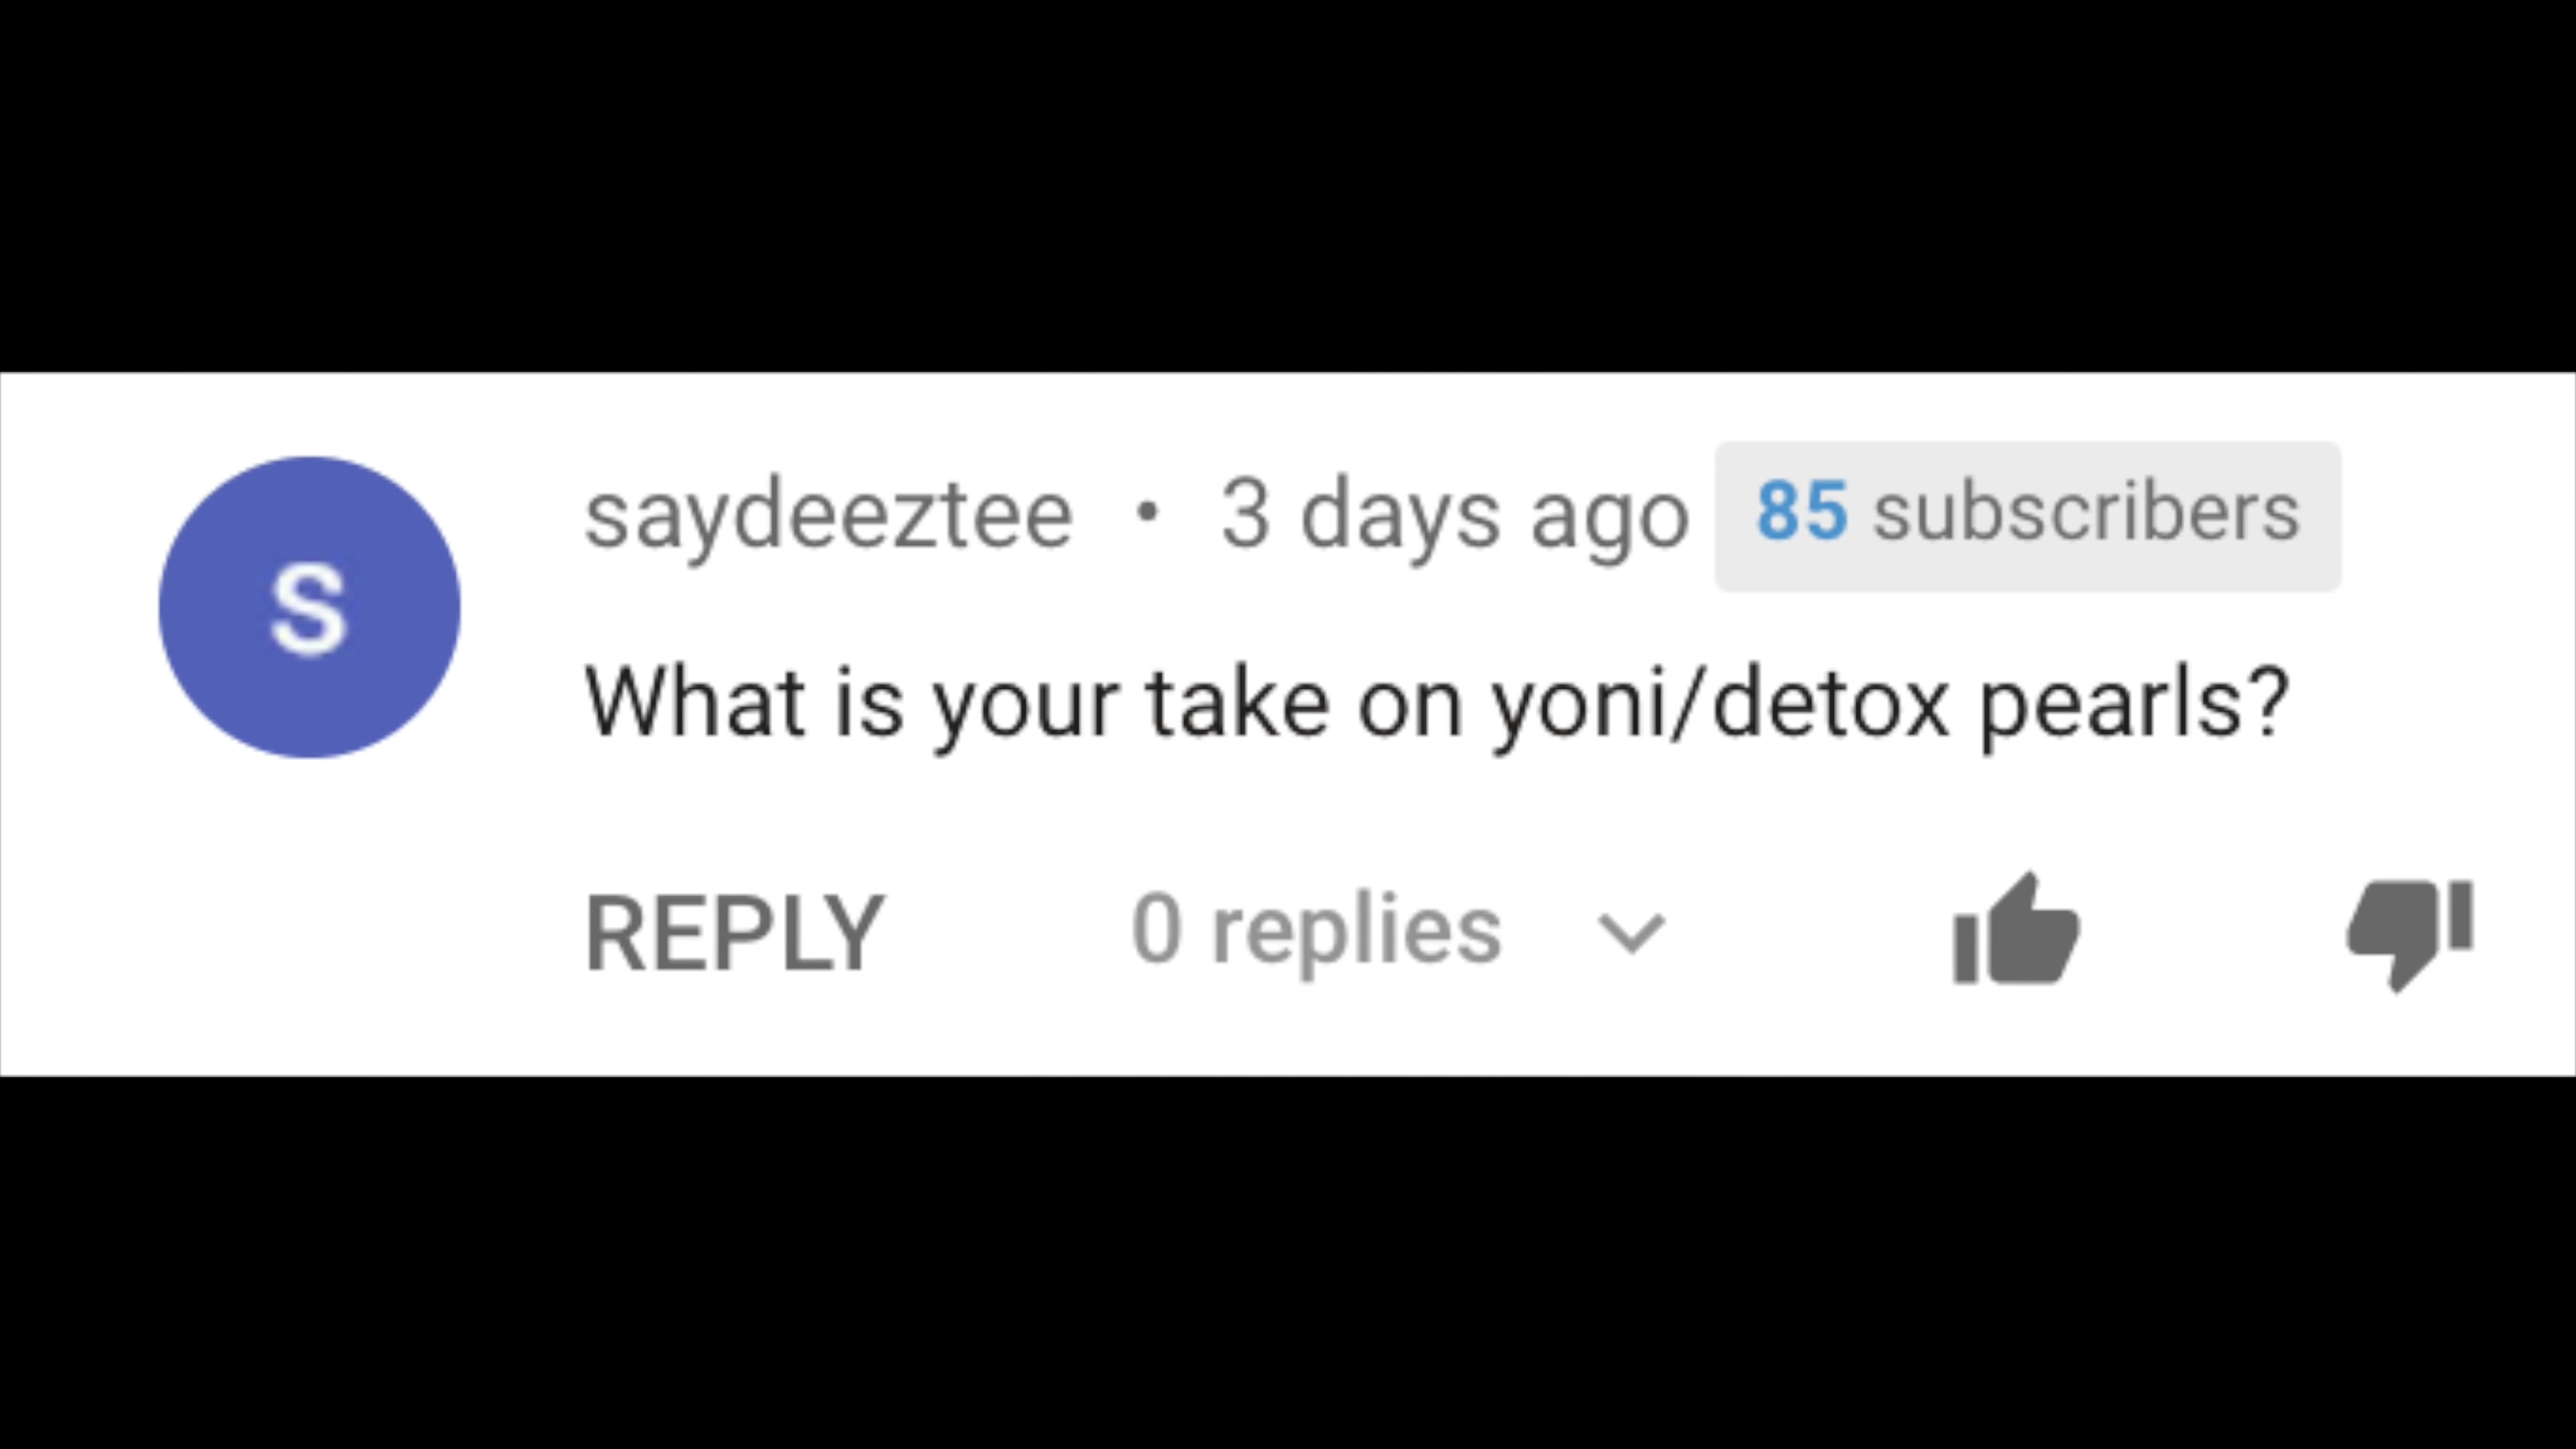 S
saydeeztee • 3 days ago 85 subscribers
What is your take on yoni/detox pearls?
REPLY 0 replies